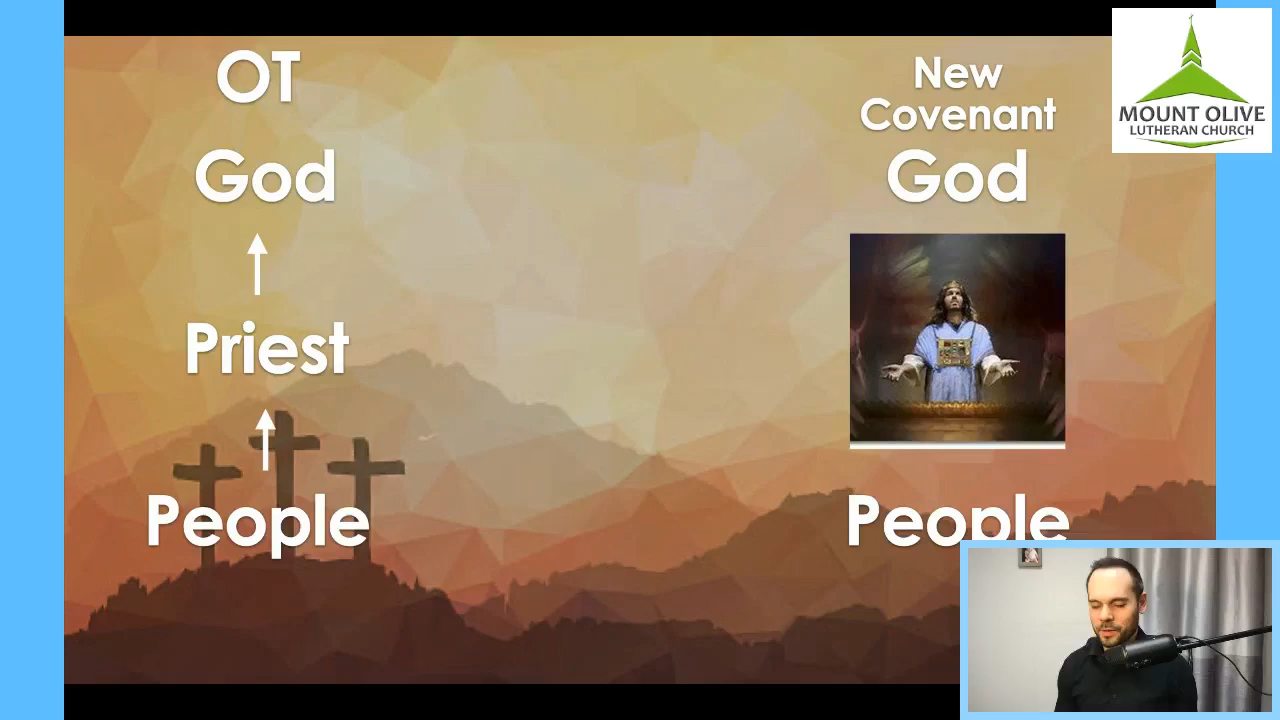 OT
God
Priest
People
New
Covenant
God
People
MOUNT OLIVE
LUTHERAN CHURCH